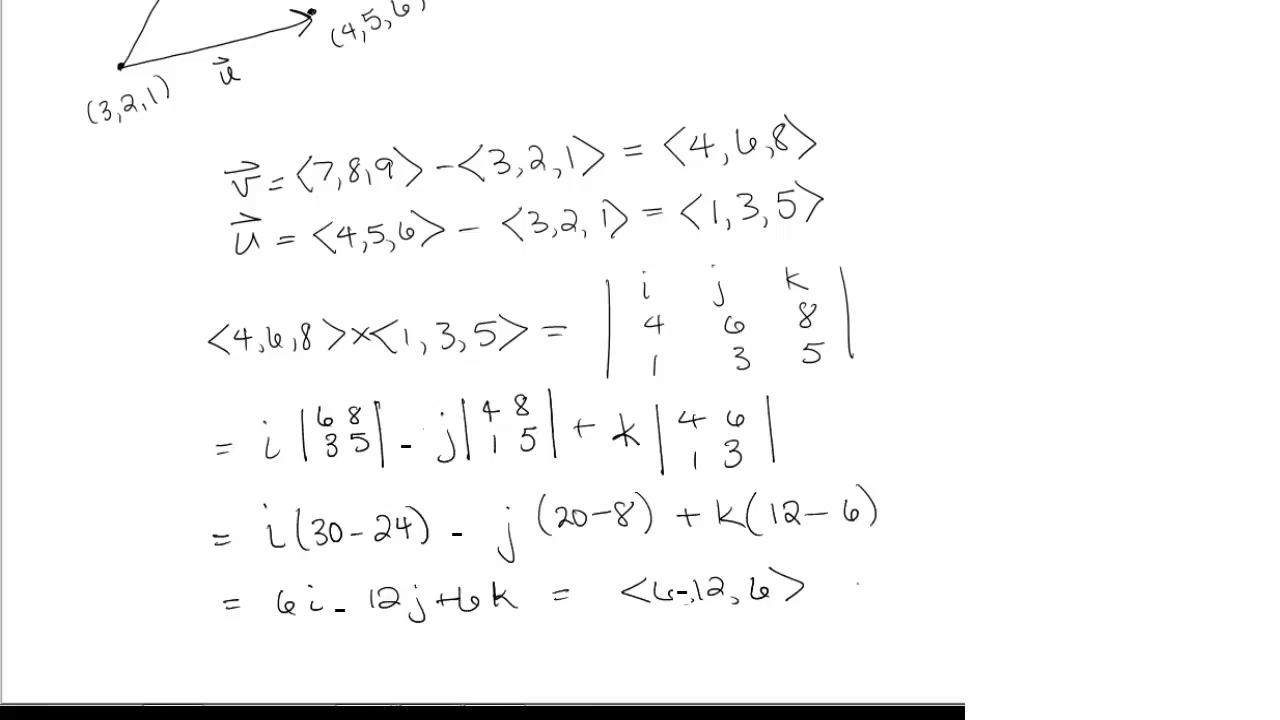 (4,5,6)
u⃗
(3,2,1)
v⃗ = <7,8,9> - <3,2,1> = <4,6,8>
u⃗ = <4,5,6> - <3,2,1> = <1,3,5>
i j k
<4,6,8> x <1,3,5> = | 4 6 8 |
1 3 5
= i |6 8| - j |4 8| + k |4 6|
3 5 1 5 1 3
= i(30-24) - j(20-8) + k(12-6)
= 6i - 12j + 6k = <6-,12,6>